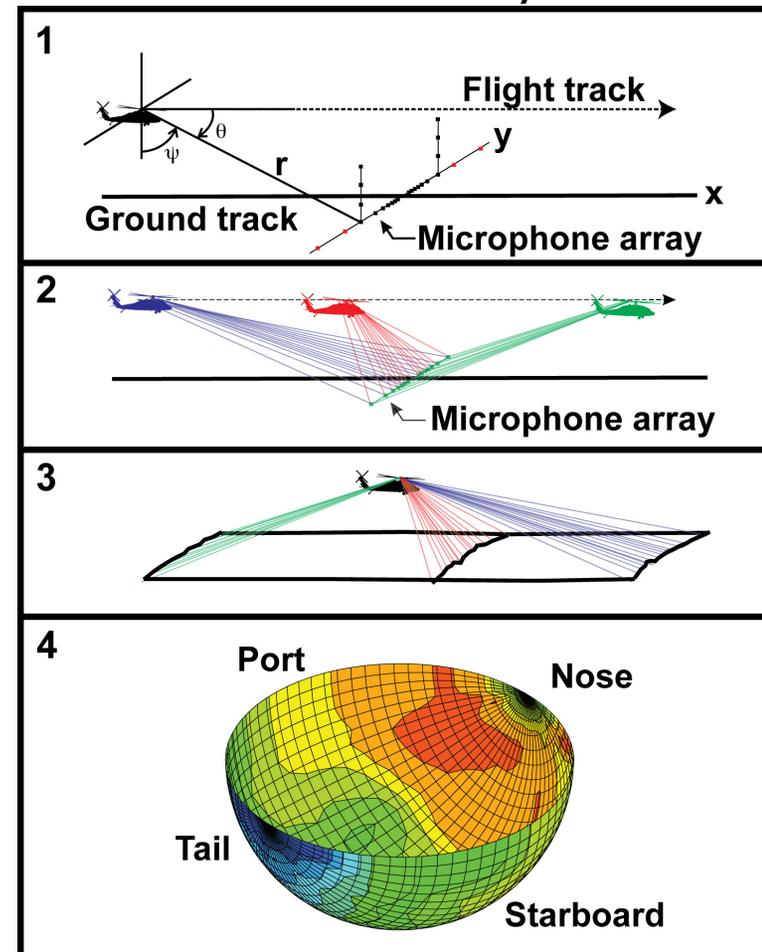 1
Flight track
θ
y
ψ
r
x
Ground track
Microphone array
2
Microphone array
3
4
Port
Nose
Tail
Starboard